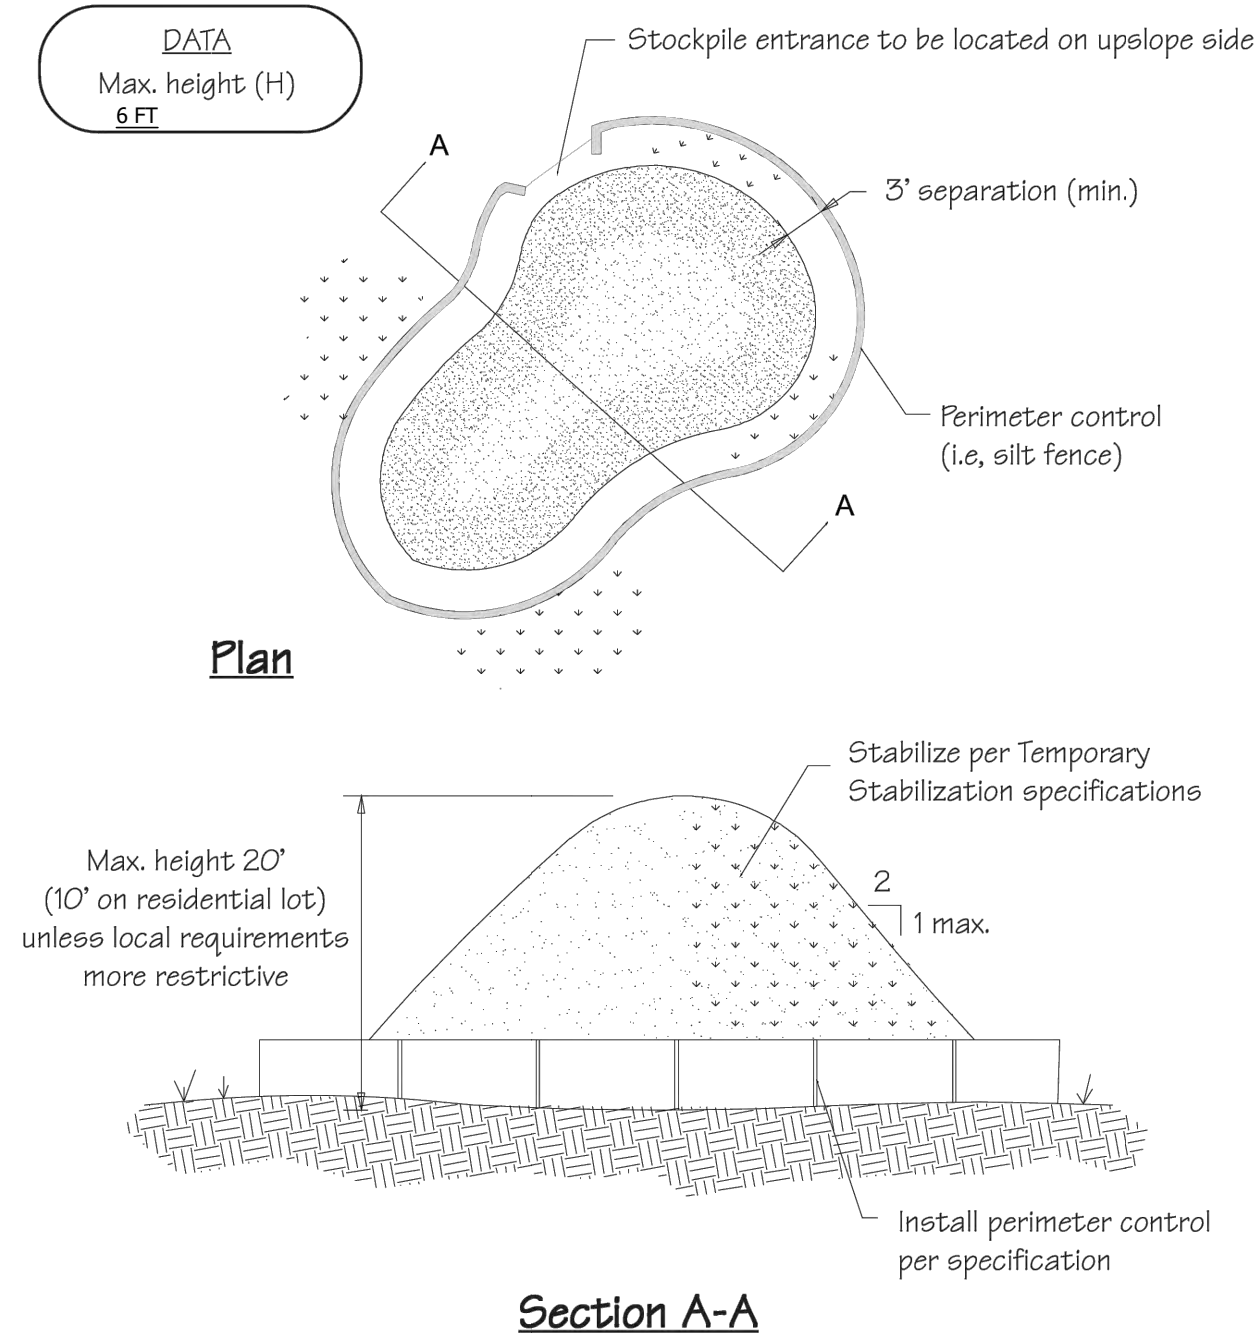 DATA
Max. height (H)
6 FT
Stockpile entrance to be located on upslope side
A
3' separation (min.)
Perimeter control
(i.e, silt fence)
A
Plan
Stabilize per Temporary
Stabilization specifications
Max. height 20'
(10' on residential lot)
unless local requirements
more restrictive
2
1 max.
Install perimeter control
per specification
Section A-A